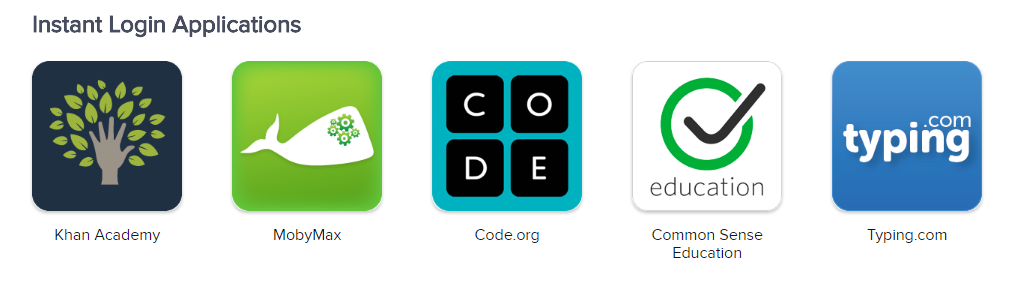 Instant Login Applications
C O
D E
education
.com
typing
Khan Academy
MobyMax
Code.org
Common Sense
Education
Typing.com